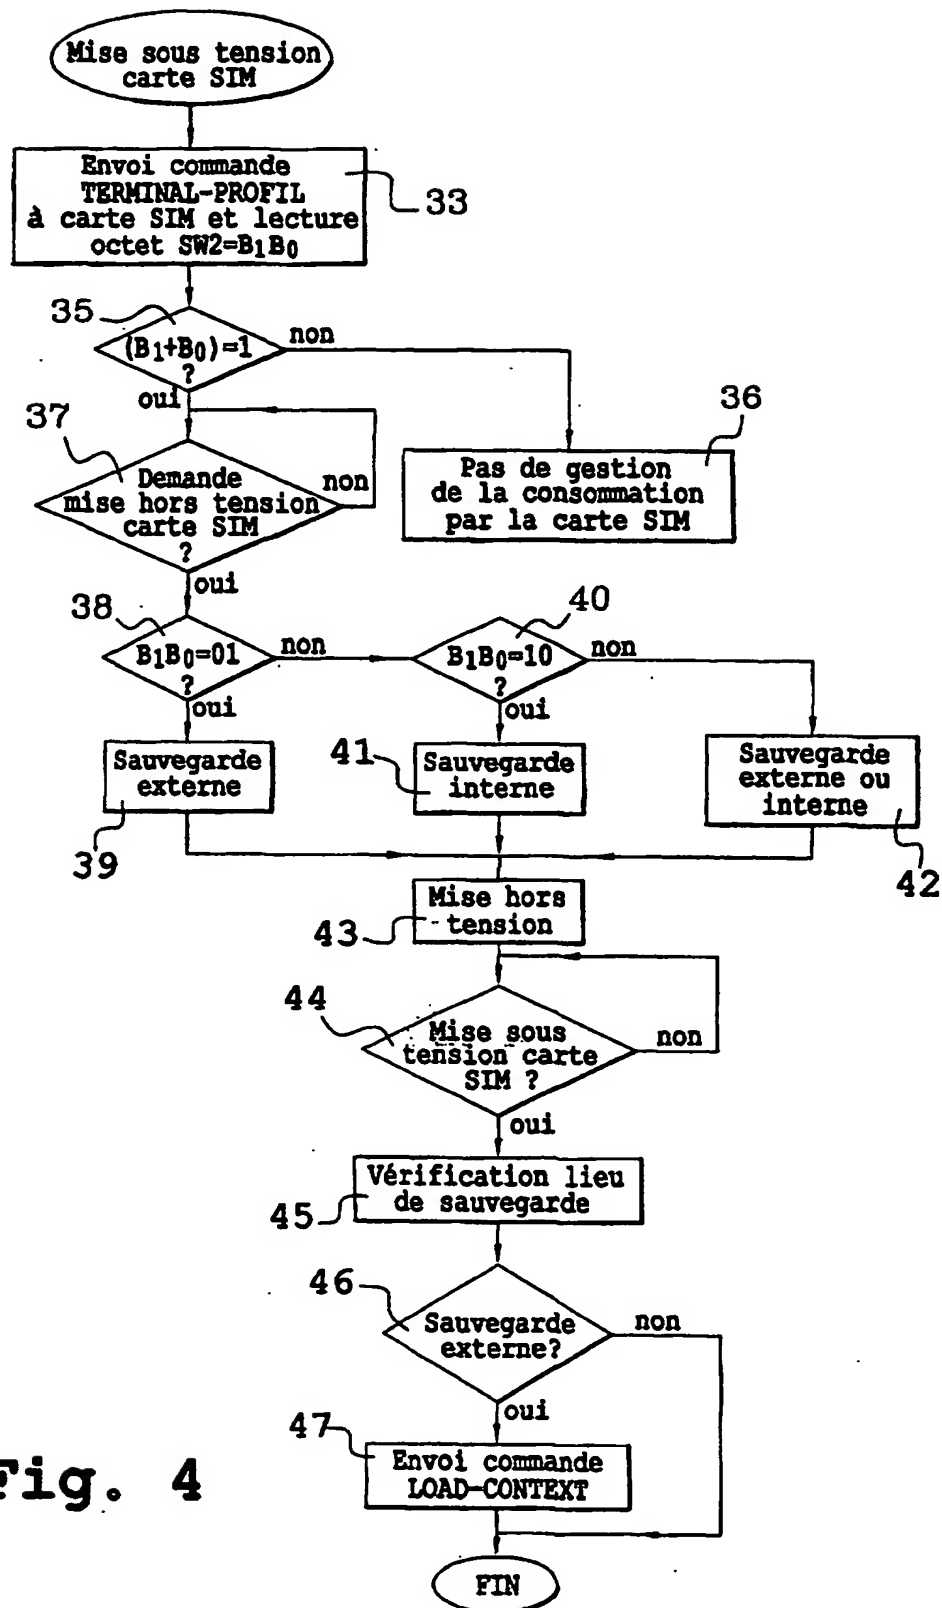 Mise sous tension
carte SIM
Envoi commande
TERMINAL-PROFIL
à carte SIM et lecture
octet SW2=B1B0
33
35
(B1+B0)=1
?
non
oui
37
Demande
mise hors tension
carte SIM
?
non
oui
36
Pas de gestion
de la consommation
par la carte SIM
38
B1B0=01
?
non
oui
40
B1B0=10
?
non
oui
Sauvegarde
externe
39
41
Sauvegarde
interne
Sauvegarde
externe ou
interne
42
Mise hors
tension
43
44
Mise sous
tension carte
SIM ?
non
oui
Vérification lieu
de sauvegarde
45
46
Sauvegarde
externe?
non
oui
47
Envoi commande
LOAD-CONTEXT
Fig. 4
FIN